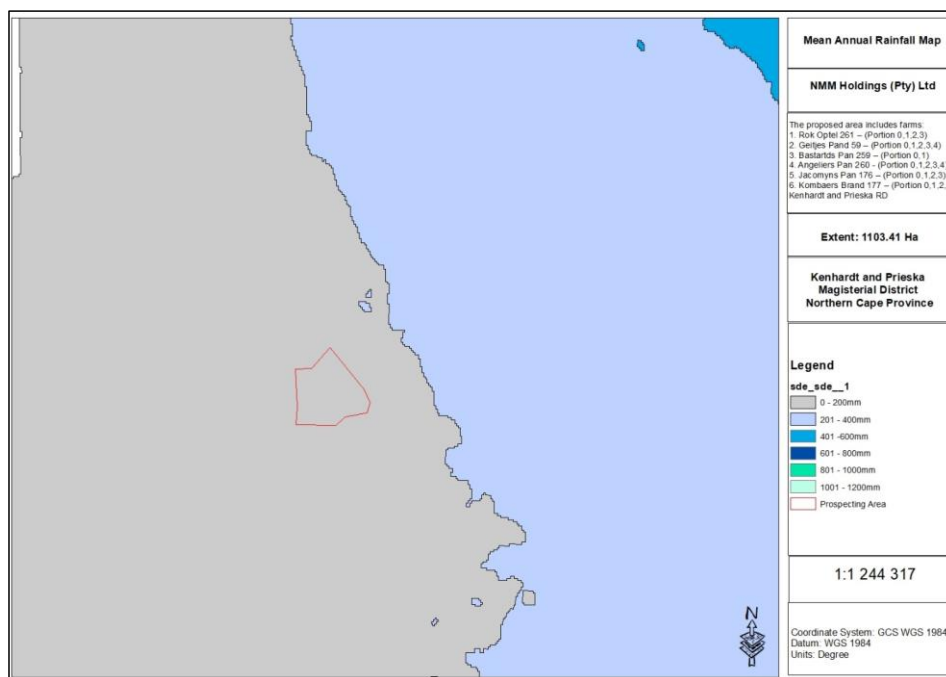 Mean Annual Rainfall Map
NMM Holdings (Pty) Ltd
The proposed area includes farms:
1. Rok Optel 261 – (Portion 0,1,2,3)
2. Geitjes Pand 59 – (Portion 0,1,2,3,4)
3. Bastartds Pan 259 – (Portion 0,1)
4. Angeliers Pan 260 - (Portion 0,1,2,3,4
5. Jacomyns Pan 176 – (Portion 0,1,2,3)
6. Kombaers Brand 177 – (Portion 0,1,2,
Kenhardt and Prieska RD
Extent: 1103.41 Ha
Kenhardt and Prieska
Magisterial District
Northern Cape Province
Legend
sde_sde__1
0 - 200mm
201 - 400mm
401 -600mm
601 - 800mm
801 - 1000mm
1001 - 1200mm
Prospecting Area
1:1 244 317
N
Coordinate System: GCS WGS 1984
Datum: WGS 1984
Units: Degree